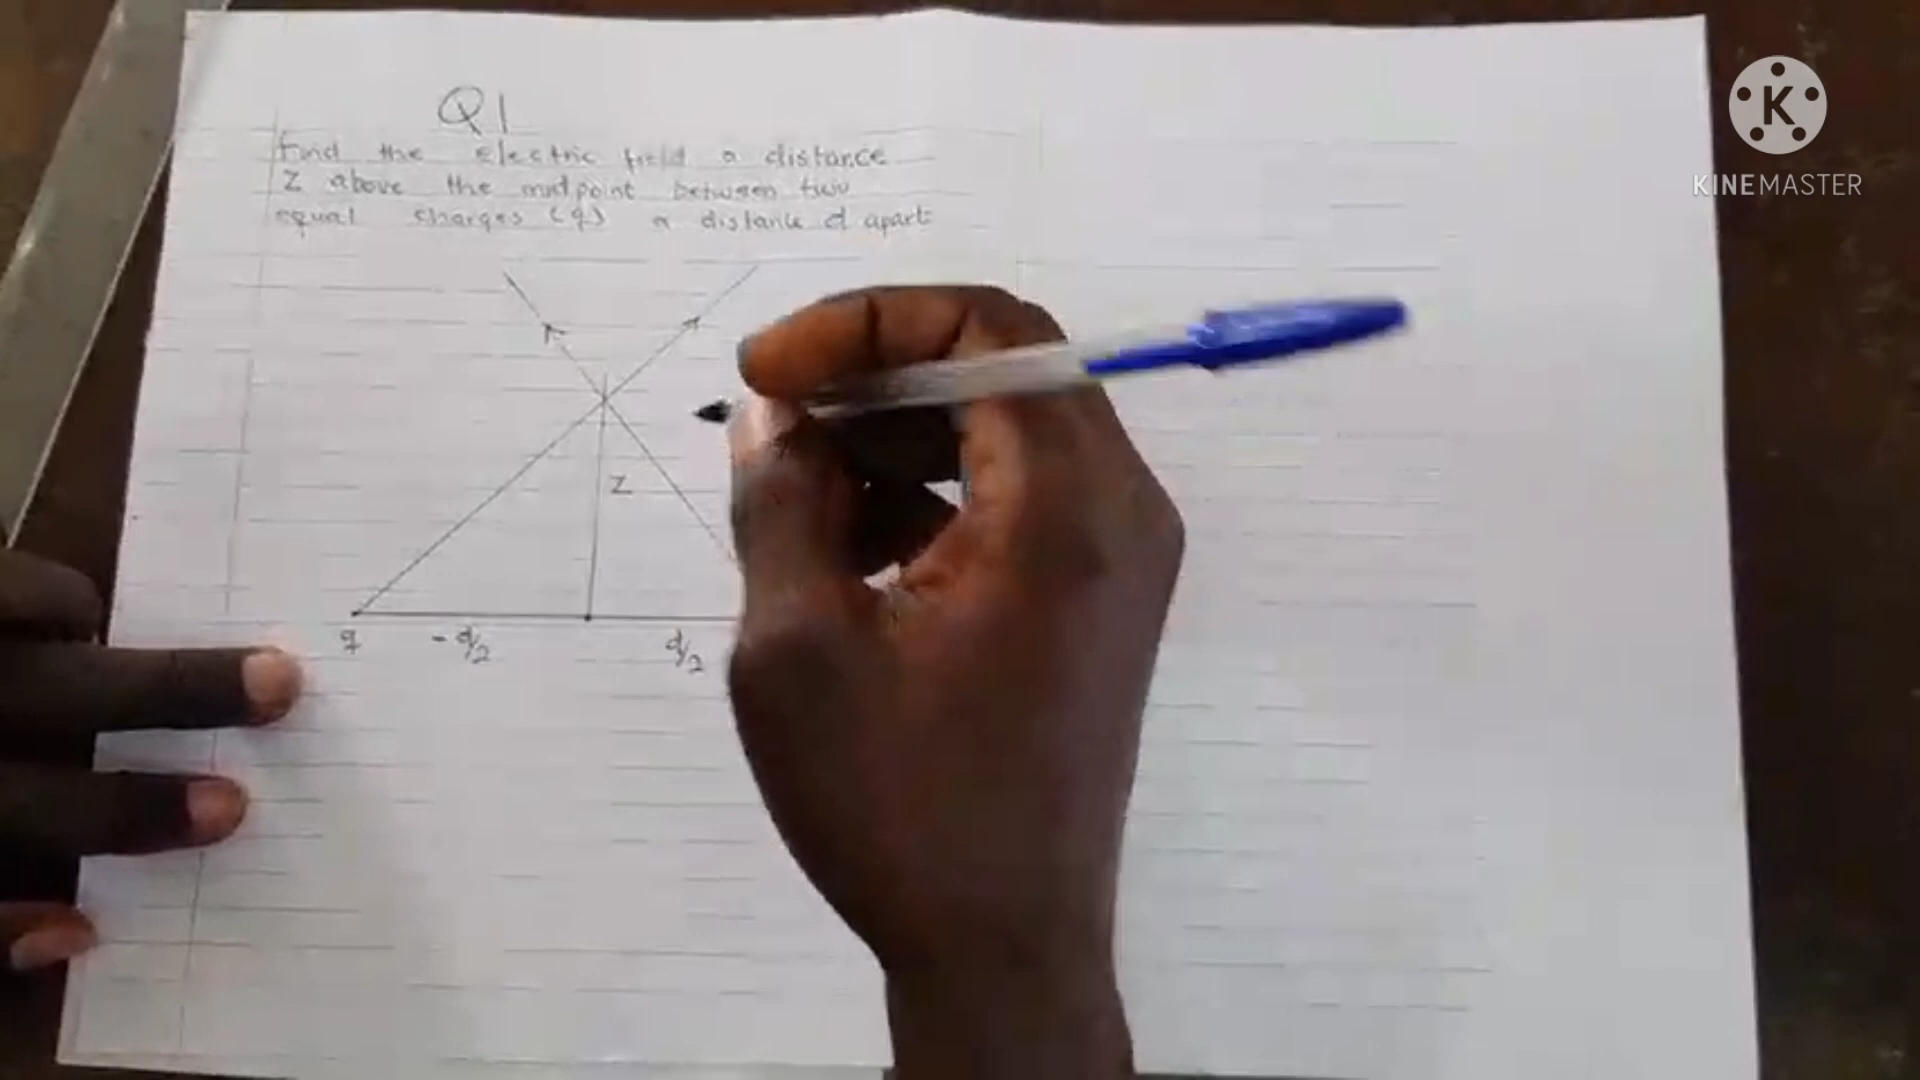 Q1
Find the electric field a distance
Z above the midpoint between two
equal charges (q) a distance d apart
Z
q -d/2 d/2
K
KINEMASTER